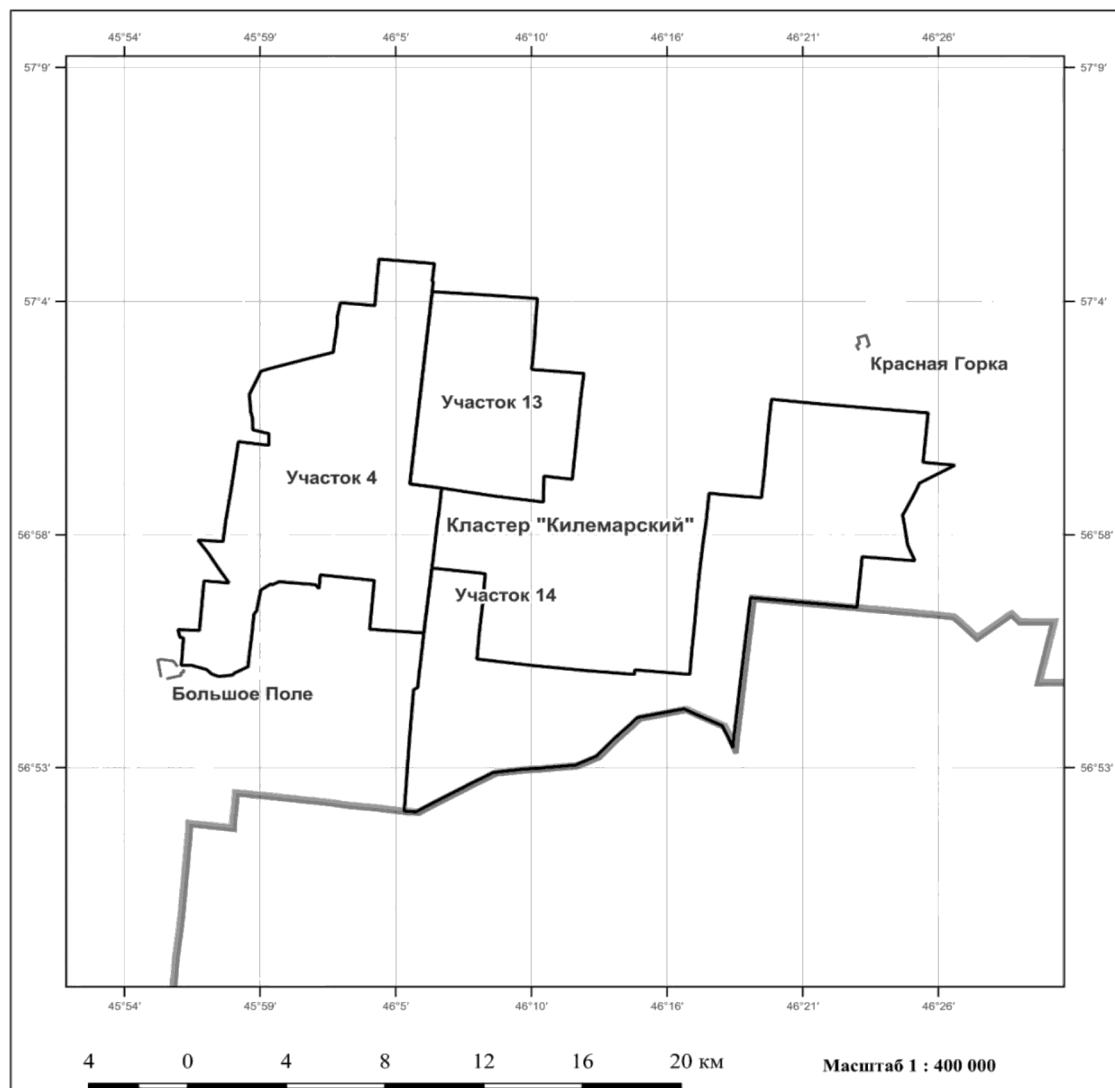 45°54' 45°59' 46°5' 46°10' 46°16' 46°21' 46°26'
57°9' 57°9'
57°4' 57°4'
Красная Горка
Участок 13
Участок 4
Кластер "Килемарский"
56°58' 56°58'
Участок 14
Большое Поле
56°53' 56°53'
45°54' 45°59' 46°5' 46°10' 46°16' 46°21' 46°26'
4 0 4 8 12 16 20 км
Масштаб 1 : 400 000